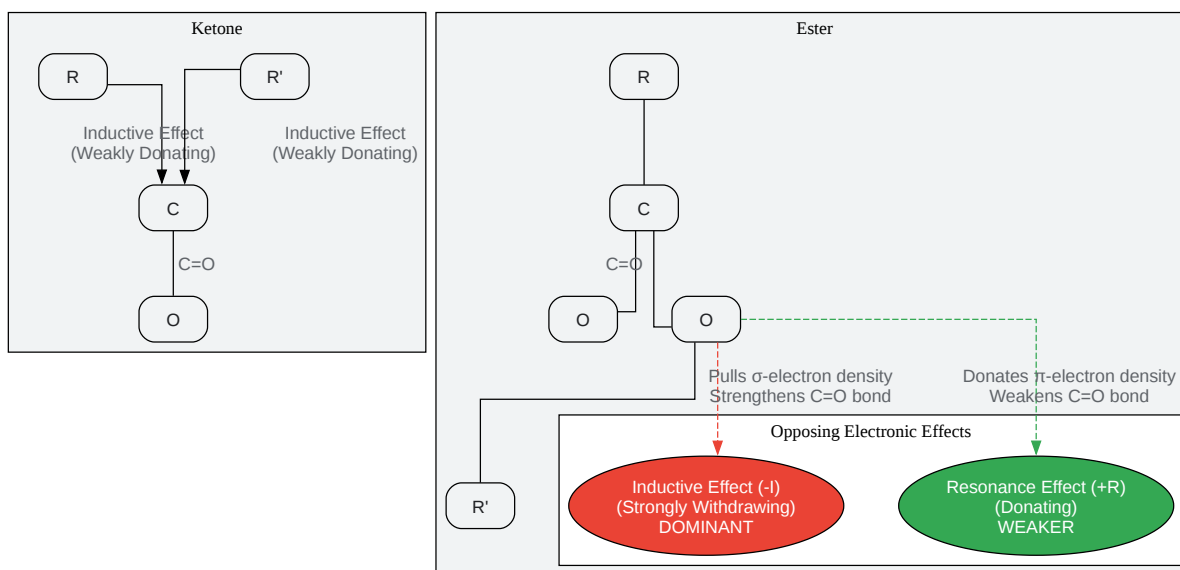 Ketone
R
R'
Inductive Effect
(Weakly Donating)
Inductive Effect
(Weakly Donating)
C
C=O
O
Ester
R
C
C=O
O
O
Pulls σ-electron density
Strengthens C=O bond
Donates π-electron density
Weakens C=O bond
R'
Opposing Electronic Effects
Inductive Effect (-I)
(Strongly Withdrawing)
DOMINANT
Resonance Effect (+R)
(Donating)
WEAKER